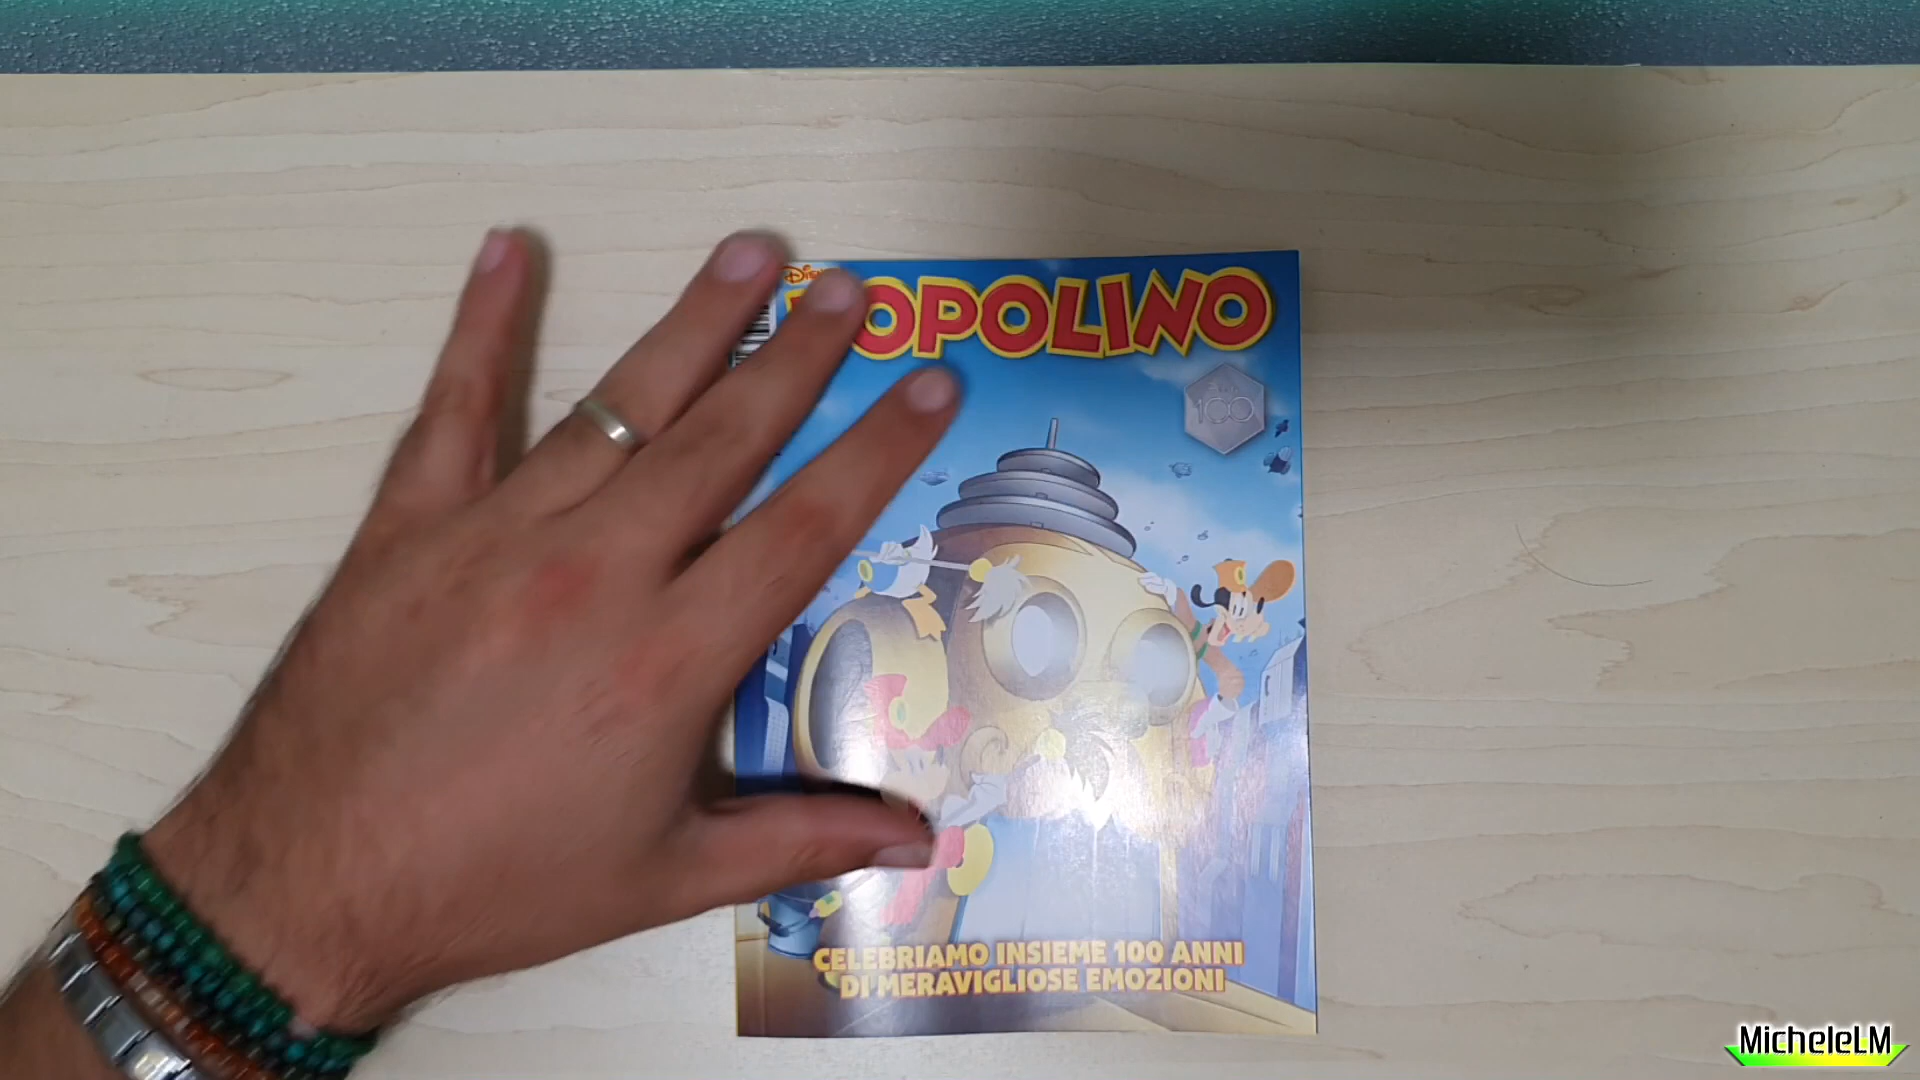 OPOLINO
100
CELEBRIAMO INSIEME 100 ANNI
DI MERAVIGLIOSE EMOZIONI
MicheleLM